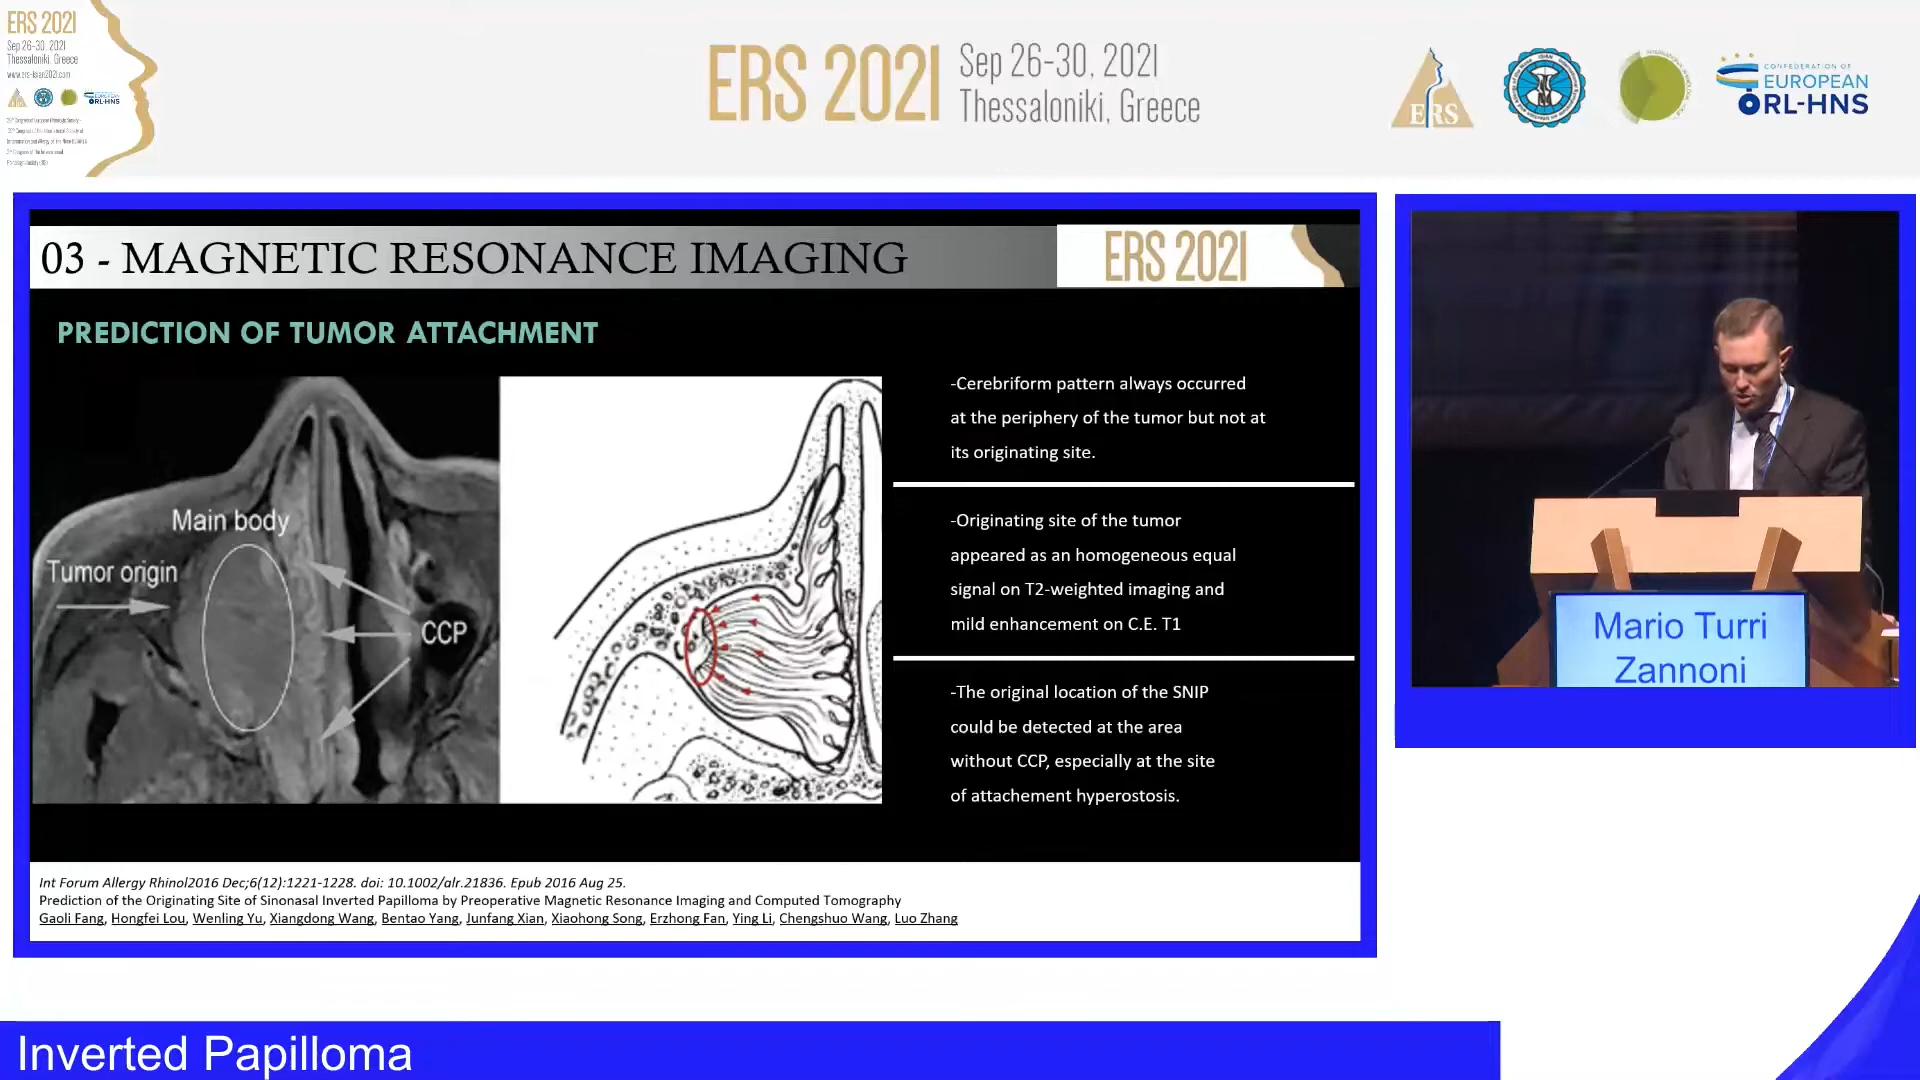 ERS 2021
Sep 26-30, 2021
Thessaloniki, Greece
www.ers-isian2021.com
ERS 2021
Sep 26-30, 2021
Thessaloniki, Greece
ERS
CONFEDERATION OF
EUROPEAN
ORL-HNS
03 - MAGNETIC RESONANCE IMAGING
ERS 2021
PREDICTION OF TUMOR ATTACHMENT
Main body
Tumor origin
CCP
-Cerebriform pattern always occurred
at the periphery of the tumor but not at
its originating site.
-Originating site of the tumor
appeared as an homogeneous equal
signal on T2-weighted imaging and
mild enhancement on C.E. T1
-The original location of the SNIP
could be detected at the area
without CCP, especially at the site
of attachement hyperostosis.
Int Forum Allergy Rhinol2016 Dec;6(12):1221-1228. doi: 10.1002/alr.21836. Epub 2016 Aug 25.
Prediction of the Originating Site of Sinonasal Inverted Papilloma by Preoperative Magnetic Resonance Imaging and Computed Tomography
Gaoli Fang, Hongfei Lou, Wenling Yu, Xiangdong Wang, Bentao Yang, Junfang Xian, Xiaohong Song, Erzhong Fan, Ying Li, Chengshuo Wang, Luo Zhang
Mario Turri
Zannoni
Inverted Papilloma